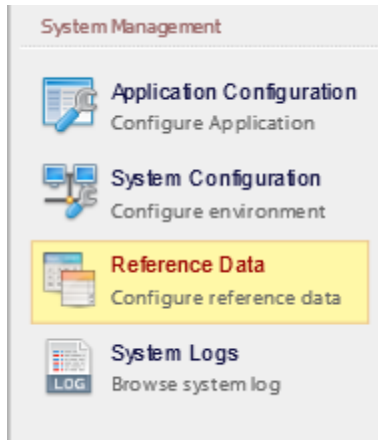 System Management
Application Configuration
Configure Application
System Configuration
Configure environment
Reference Data
Configure reference data
System Logs
LOG
Browse system log